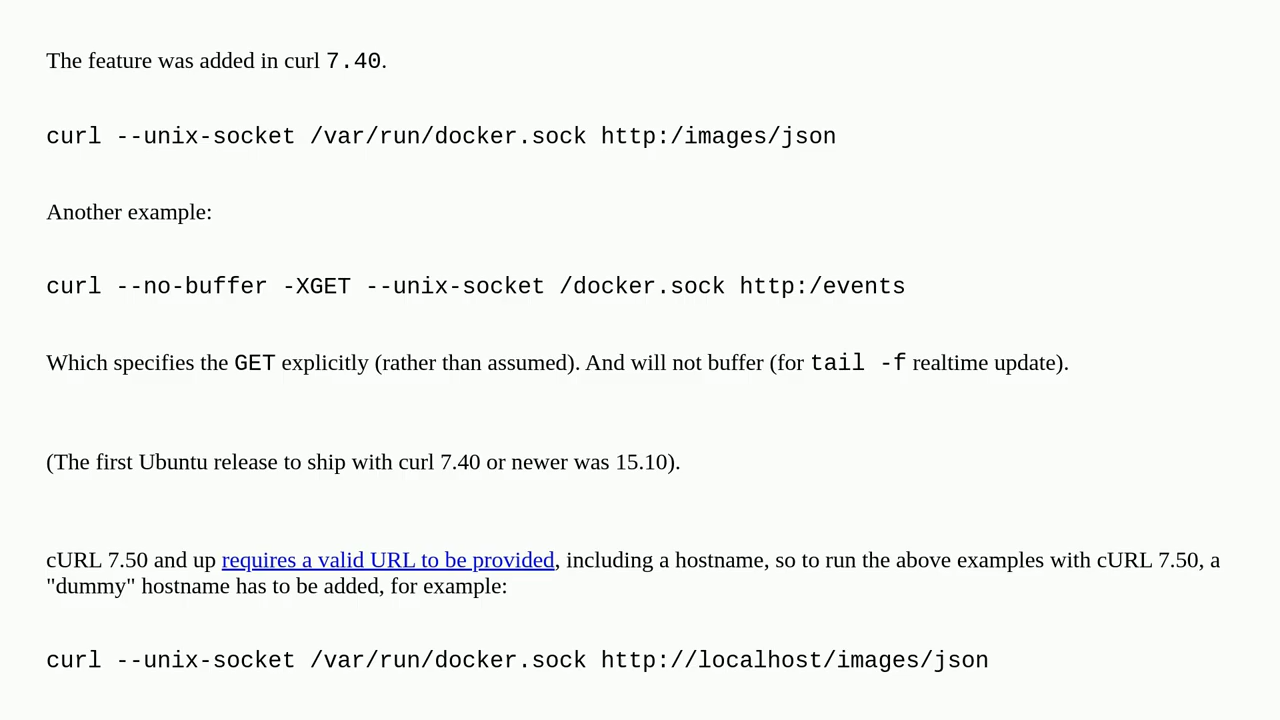 The feature was added in curl 7.40.
curl --unix-socket /var/run/docker.sock http:/images/json
Another example:
curl --no-buffer -XGET --unix-socket /docker.sock http:/events
Which specifies the GET explicitly (rather than assumed). And will not buffer (for tail -f realtime update).
(The first Ubuntu release to ship with curl 7.40 or newer was 15.10).
cURL 7.50 and up requires a valid URL to be provided, including a hostname, so to run the above examples with cURL 7.50, a
"dummy" hostname has to be added, for example:
curl --unix-socket /var/run/docker.sock http://localhost/images/json